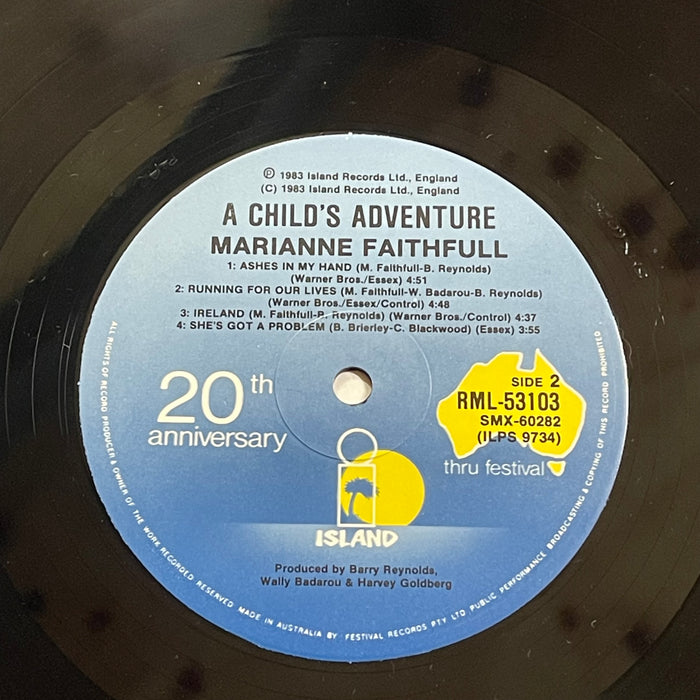 ℗ 1983 Island Records Ltd., England
(C) 1983 Island Records Ltd., England
A CHILD'S ADVENTURE
MARIANNE FAITHFULL
1: ASHES IN MY HAND (M. Faithfull-B. Reynolds)
(Warner Bros./Essex) 4:51
2: RUNNING FOR OUR LIVES (M. Faithfull-W. Badarou-B. Reynolds)
(Warner Bros./Essex/Control) 4:48
3: IRELAND (M. Faithfull-B. Reynolds) (Warner Bros./Control) 4:37
4: SHE'S GOT A PROBLEM (B. Brierley-C. Blackwood) (Essex) 3:55
20th
anniversary
SIDE 2
RML-53103
SMX-60282
(ILPS 9734)
thru festival
ISLAND
Produced by Barry Reynolds,
Wally Badarou & Harvey Goldberg
ALL RIGHTS OF RECORD PRODUCER & OWNER OF THE WORK RECORDED RESERVED MADE IN AUSTRALIA BY FESTIVAL RECORDS PTY LTD PUBLIC PERFORMANCE BROADCASTING & COPYING OF THIS RECORD PROHIBITED